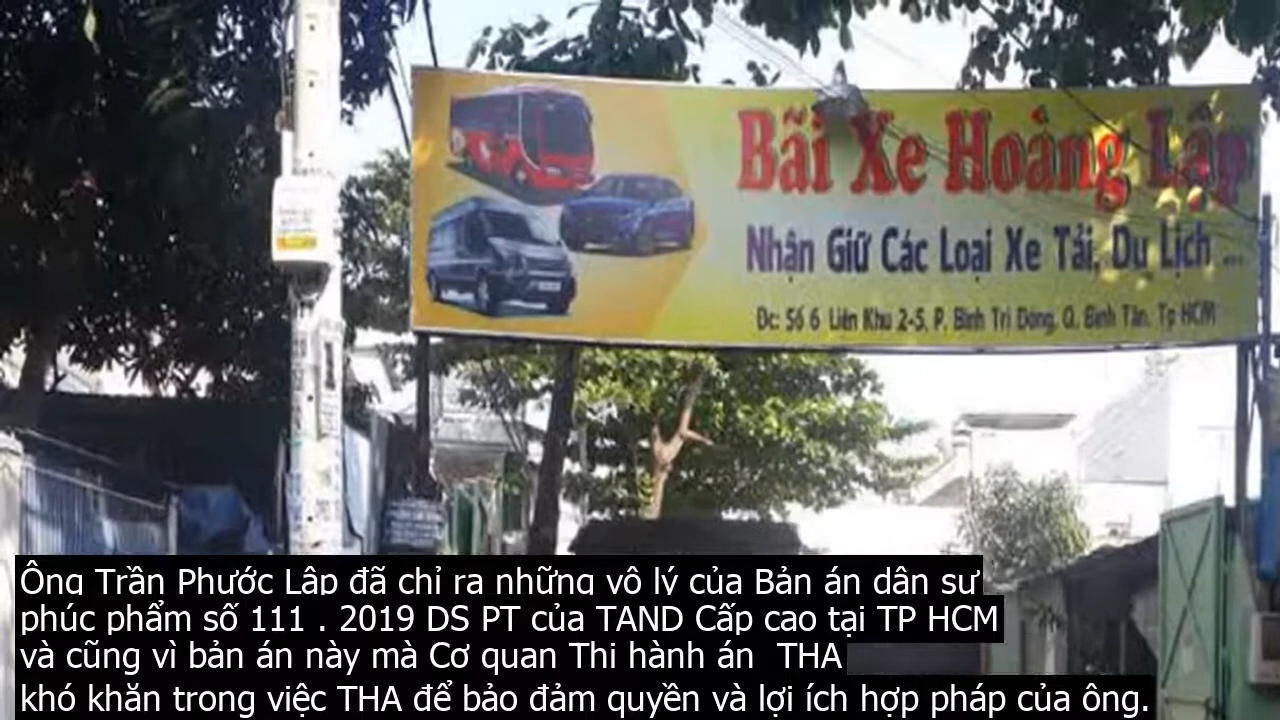 Bãi Xe Hoàng Lập
Nhận Giữ Các Loại Xe Tải, Du Lịch ....
Đc: Số 6 Liên Khu 2-5, P. Bình Trị Đông, Q. Bình Tân, Tp HCM
Ông Trần Phước Lập đã chỉ ra những vô lý của Bản án dân sự
phúc phẩm số 111 . 2019 DS PT của TAND Cấp cao tại TP HCM
và cũng vì bản án này mà Cơ quan Thi hành án THA
khó khăn trong việc THA để bảo đảm quyền và lợi ích hợp pháp của ông.